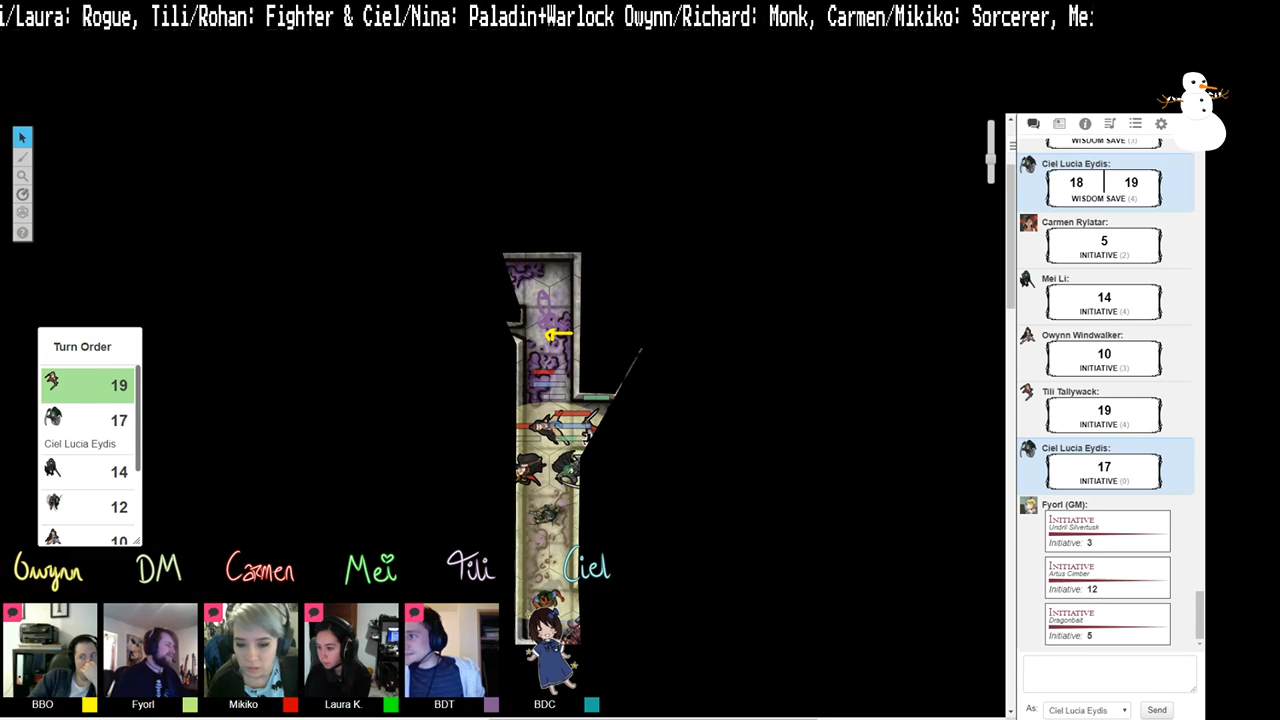 i/Laura: Rogue, Tili/Rohan: Fighter & Ciel/Nina: Paladin+Warlock Owynn/Richard: Monk, Carmen/Mikiko: Sorcerer, Me:
WISDOM SAVE (3)
Ciel Lucia Eydis:
18 19
WISDOM SAVE (4)
Carmen Rylatar:
5
INITIATIVE (2)
Mei Li:
14
INITIATIVE (4)
Owynn Windwalker:
10
INITIATIVE (3)
Tili Tallywack:
19
INITIATIVE (4)
Ciel Lucia Eydis:
17
INITIATIVE (0)
Fyorl (GM):
INITIATIVE
Undril Silvertusk
Initiative: 3
INITIATIVE
Artus Cimber
Initiative: 12
INITIATIVE
Dragonbait
Initiative: 5
As: Ciel Lucia Eydis Send
Turn Order
19
17
Ciel Lucia Eydis
14
12
10
Owynn DM Carmen Mei Tili Ciel
BBO Fyorl Mikiko Laura K. BDT BDC